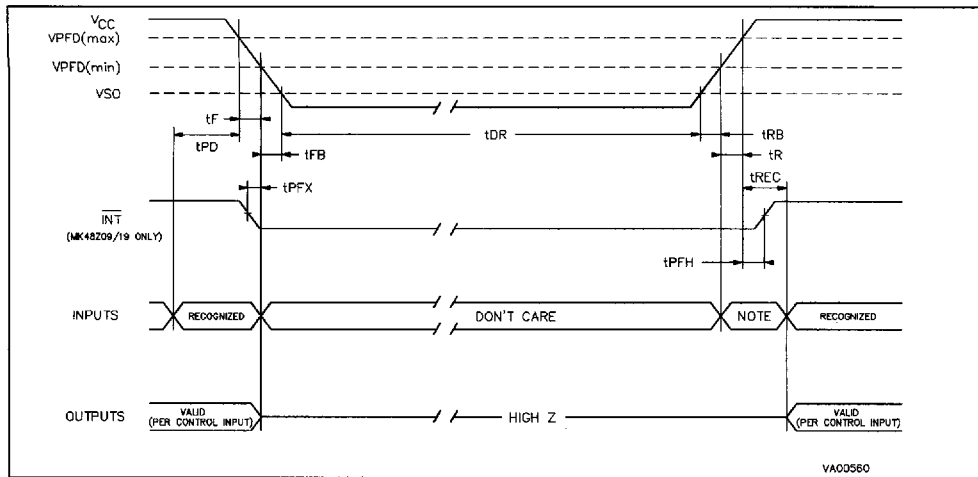 VCC
VPFD(max)
VPFD(min)
VSO
tF
tDR
tRB
tPD
tFB
tR
tPFX
tREC
INT
(MK48Z09/19 ONLY)
tPFH
INPUTS
RECOGNIZED
DON'T CARE
NOTE
RECOGNIZED
OUTPUTS
VALID
(PER CONTROL INPUT)
HIGH Z
VALID
(PER CONTROL INPUT)
VA00560